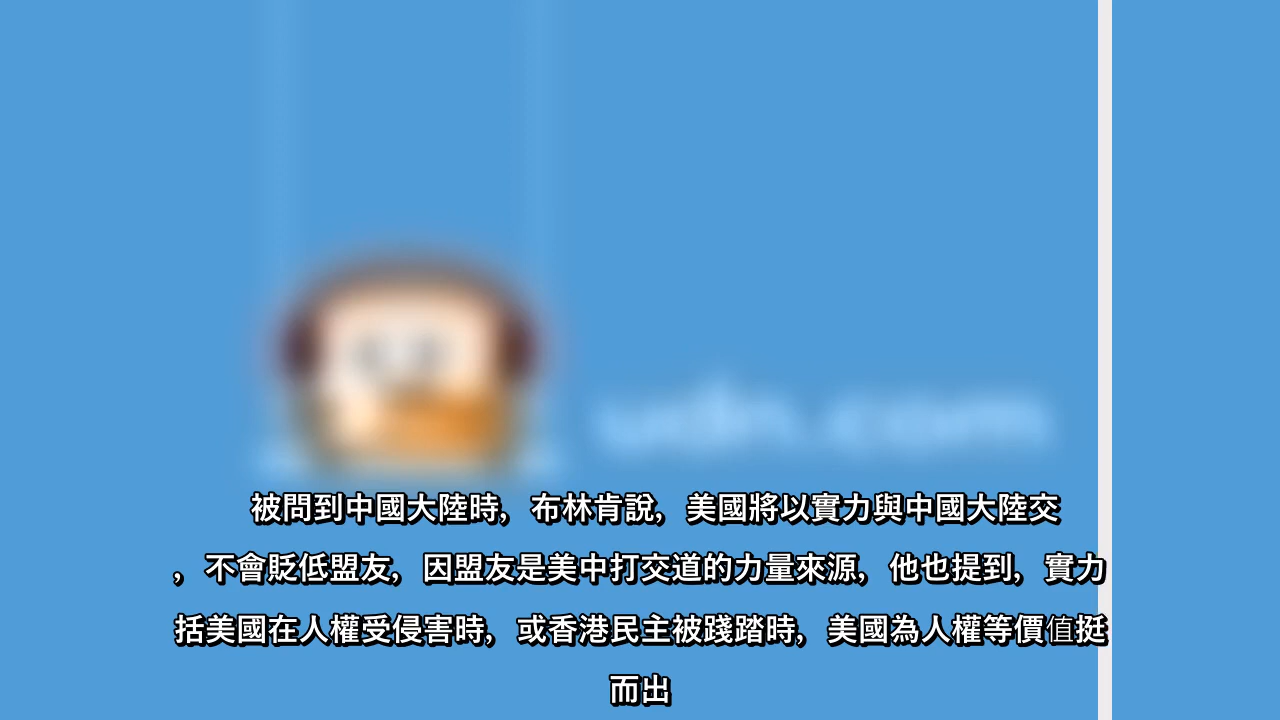 udn.com
被問到中國大陸時，布林肯說，美國將以實力與中國大陸交
，不會貶低盟友，因盟友是美中打交道的力量來源，他也提到，實力
括美國在人權受侵害時，或香港民主被踐踏時，美國為人權等價值挺
而出